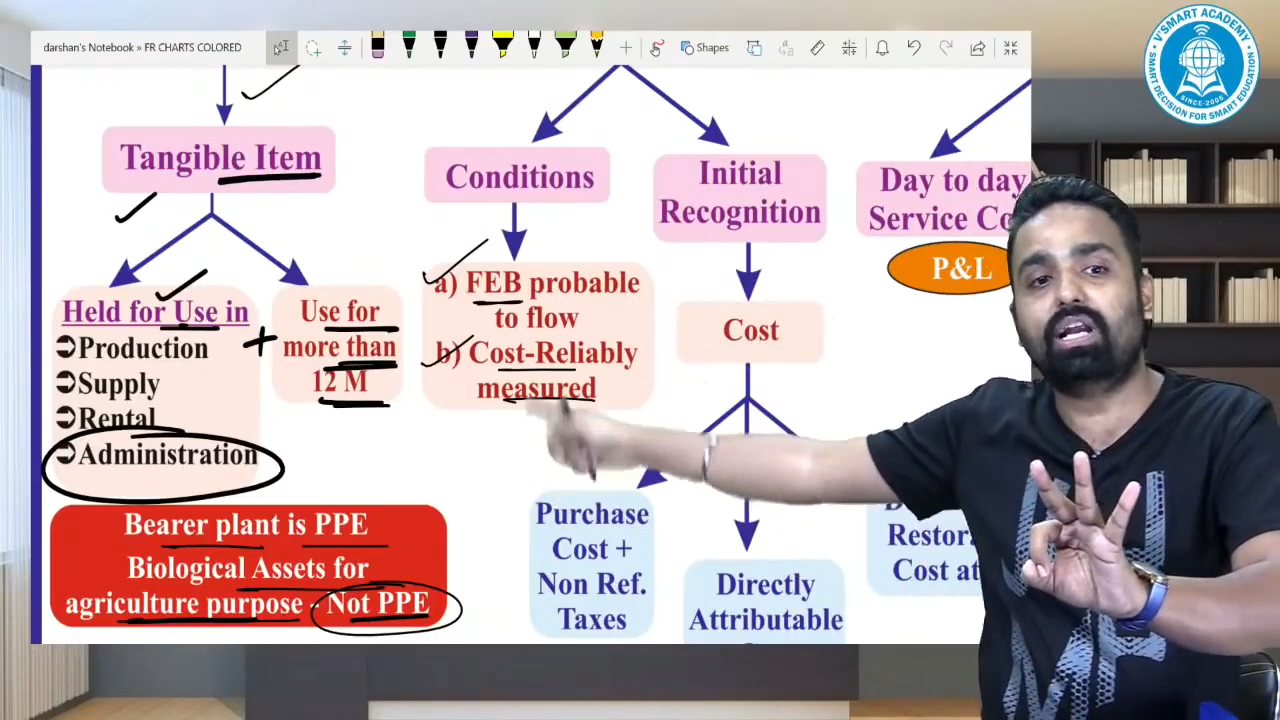 darshan's Notebook » FR CHARTS COLORED
Shapes
V'SMART ACADEMY
SINCE-2005
SMART DECISION FOR SMART EDUCATION
Tangible Item
Held for Use in
➲Production
➲Supply
➲Rental
➲Administration
+
Use for
more than
12 M
Bearer plant is PPE
Biological Assets for
agriculture purpose - Not PPE
Conditions
a) FEB probable
to flow
b) Cost-Reliably
measured
Initial
Recognition
Cost
Purchase
Cost +
Non Ref.
Taxes
Directly
Attributable
Day to day
Service
P&L
Cost at